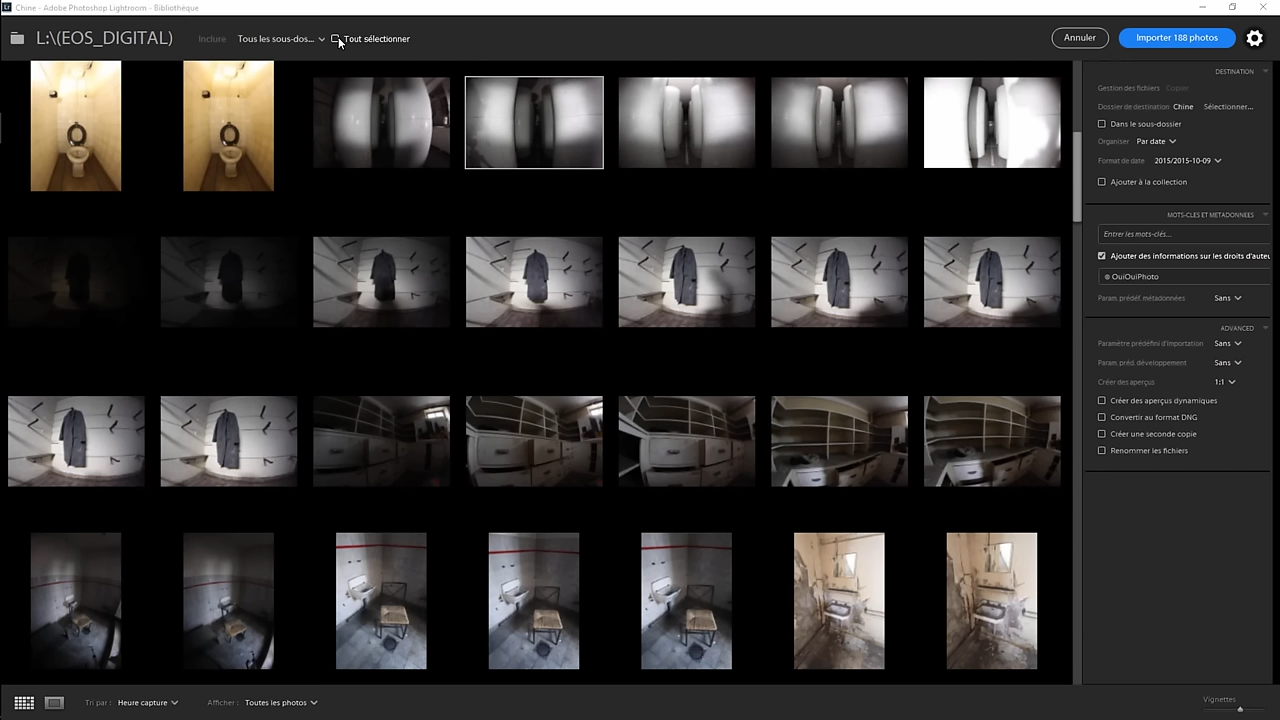 Chine - Adobe Photoshop Lightroom - Bibliothèque
L:\(EOS_DIGITAL)
Inclure
Tous les sous-dos...
Tout sélectionner
Annuler
Importer 188 photos
DESTINATION
Gestion des fichiers Copier
Dossier de destination Chine Sélectionner...
Dans le sous-dossier
Organiser Par date
Format de date 2015/2015-10-09
Ajouter à la collection
MOTS-CLES ET METADONNEES
Entrer les mots-clés...
Ajouter des informations sur les droits d'auteu
OuiOuiPhoto
Param. prédéf. métadonnées Sans
ADVANCED
Paramètre prédéfini d'importation Sans
Param. préd. développement Sans
Créer des aperçus 1:1
Créer des aperçus dynamiques
Convertir au format DNG
Créer une seconde copie
Renommer les fichiers
Tri par : Heure capture
Afficher : Toutes les photos
Vignettes